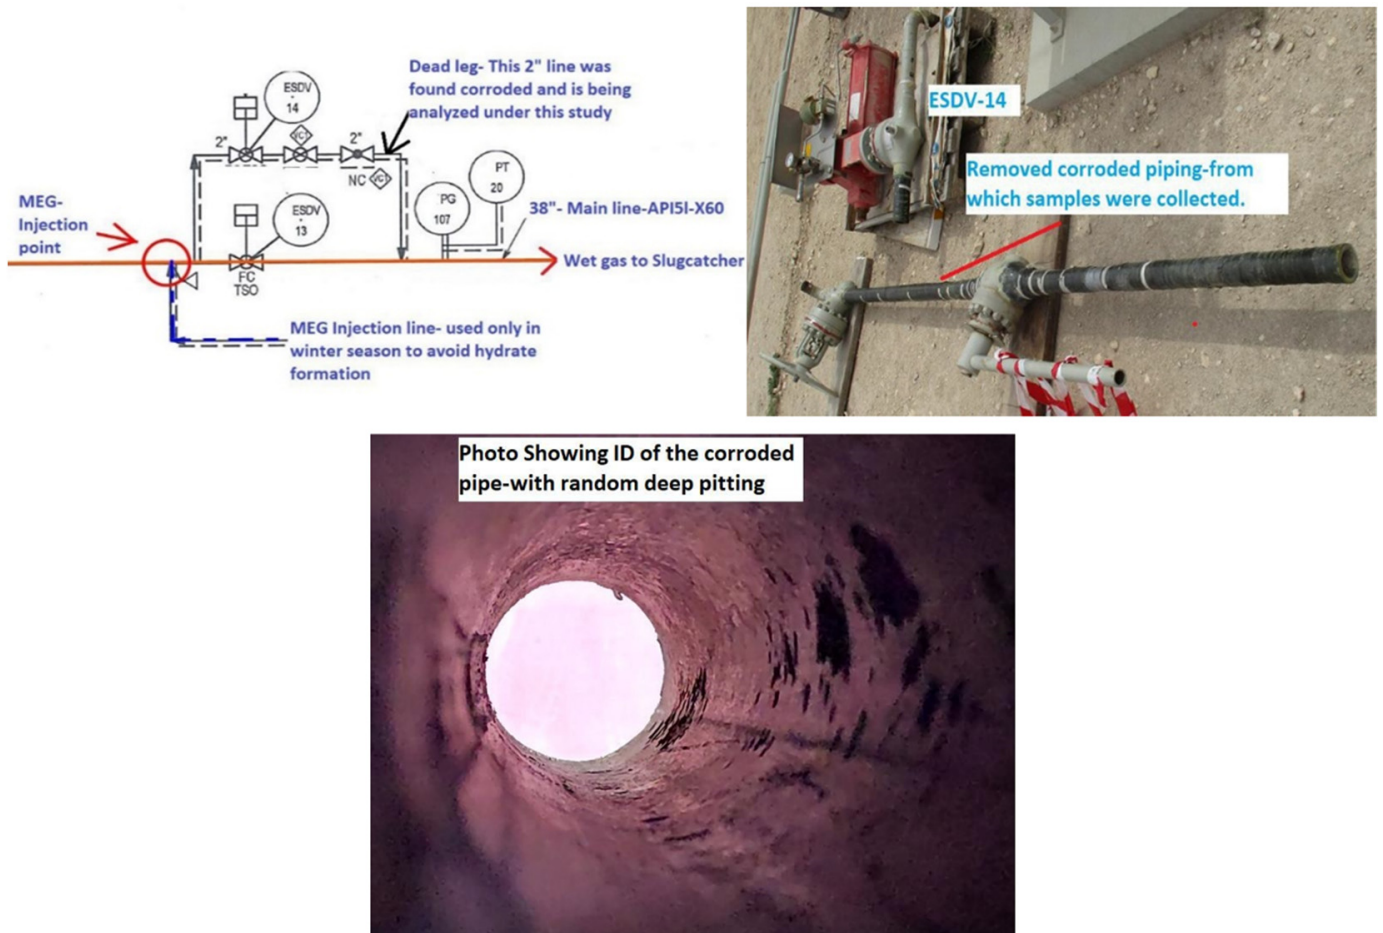 Dead leg- This 2" line was
found corroded and is being
analyzed under this study
ESDV
-
14
2"
VC1
2"
NC VC1
MEG-
Injection
point
ESDV
-
13
FC
TSO
PG
107
PT
20
38"- Main line-API5l-X60
Wet gas to Slugcatcher
MEG Injection line- used only in
winter season to avoid hydrate
formation
ESDV-14
Removed corroded piping-from
which samples were collected.
Photo Showing ID of the corroded
pipe-with random deep pitting